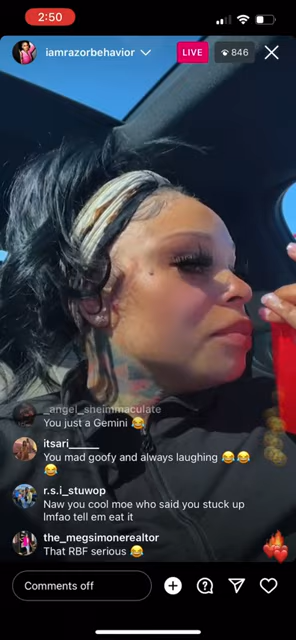 2:50
iamrazorbehavior
LIVE
846
_angel_sheimmaculate
You just a Gemini 😂
itsari_____
You mad goofy and always laughing 😂😂
😂
r.s.i_stuwop
Naw you cool moe who said you stuck up
lmfao tell em eat it
the_megsimonerealtor
That RBF serious 😂
Comments off